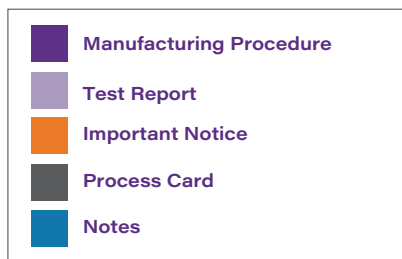 Manufacturing Procedure
Test Report
Important Notice
Process Card
Notes